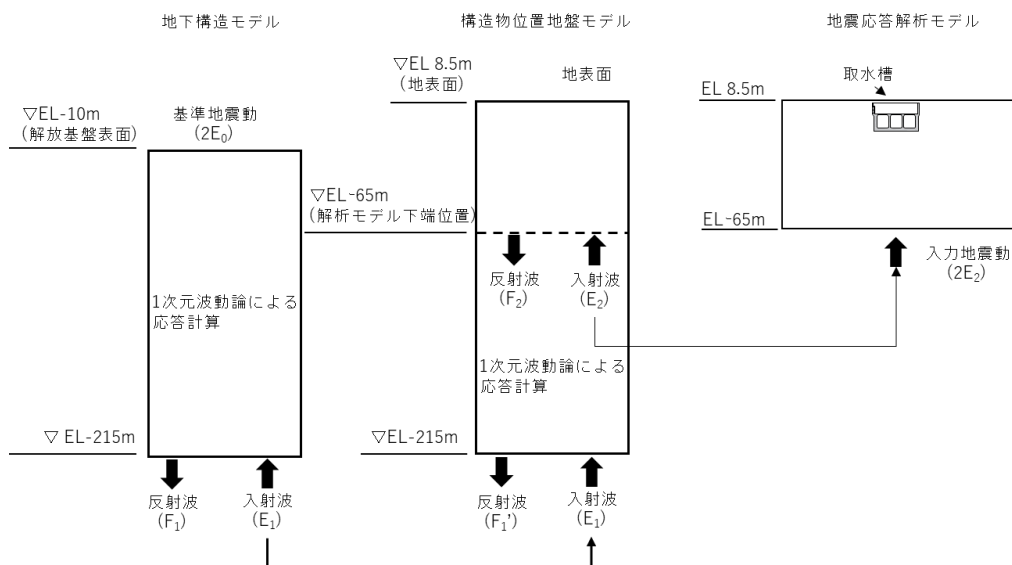 地下構造モデル
▽EL-10m
(解放基盤表面)
基準地震動
(2E₀)
1次元波動論による
応答計算
▽ EL-215m
反射波
(F₁)
入射波
(E₁)
構造物位置地盤モデル
▽EL 8.5m
(地表面)
地表面
▽EL-65m
(解析モデル下端位置)
反射波
(F₂)
入射波
(E₂)
1次元波動論による
応答計算
▽EL-215m
反射波
(F₁')
入射波
(E₁)
地震応答解析モデル
取水槽
EL 8.5m
EL-65m
入力地震動
(2E₂)